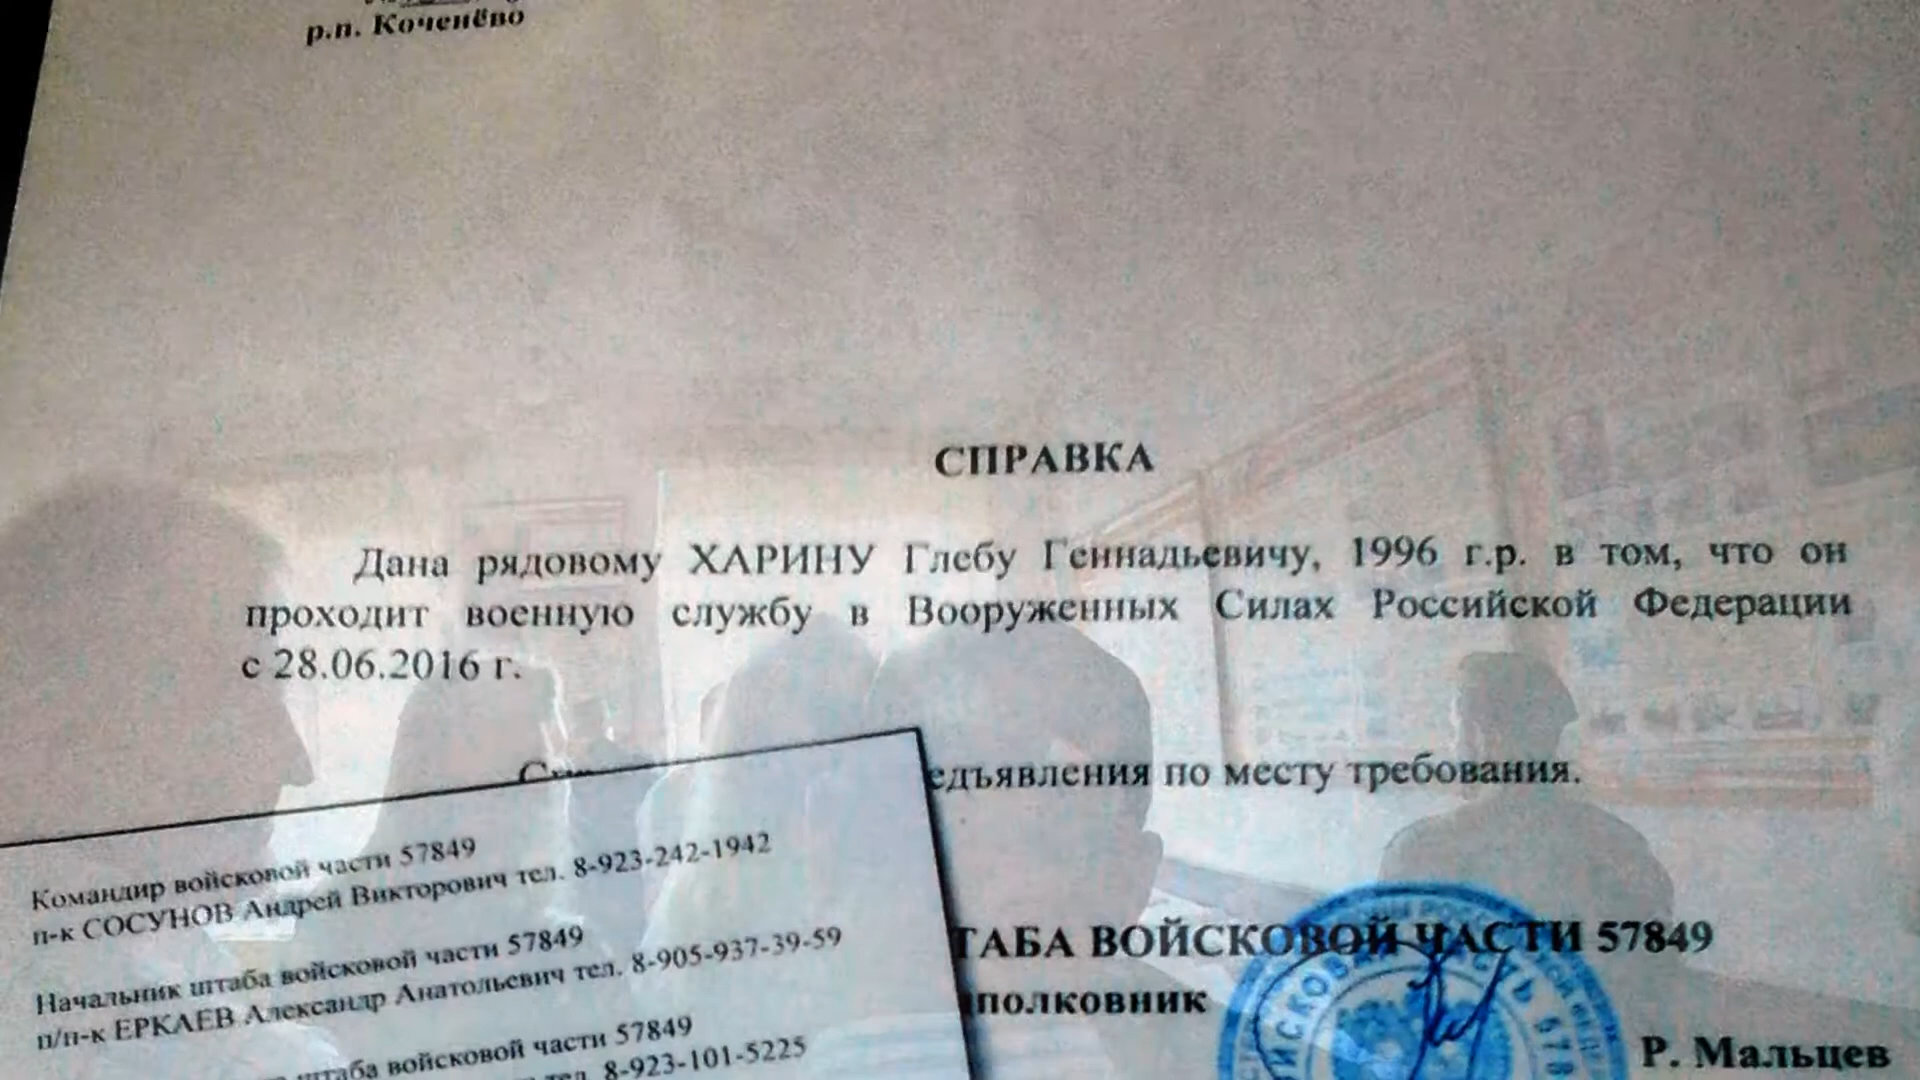 р.п. Коченёво
СПРАВКА
Дана рядовому ХАРИНУ Глебу Геннадьевичу, 1996 г.р. в том, что он
проходит военную службу в Вооруженных Силах Российской Федерации
с 28.06.2016 г.
едъявления по месту требования.
ТАБА ВОЙСКОВОЙ ЧАСТИ 57849
полковник
Р. Мальцев
Командир войсковой части 57849
п-к СОСУНОВ Андрей Викторович тел. 8-923-242-1942
Начальник штаба войсковой части 57849
п/п-к ЕРКАЕВ Александр Анатольевич тел. 8-905-937-39-59
штаба войсковой части 57849
тел. 8-923-101-5225